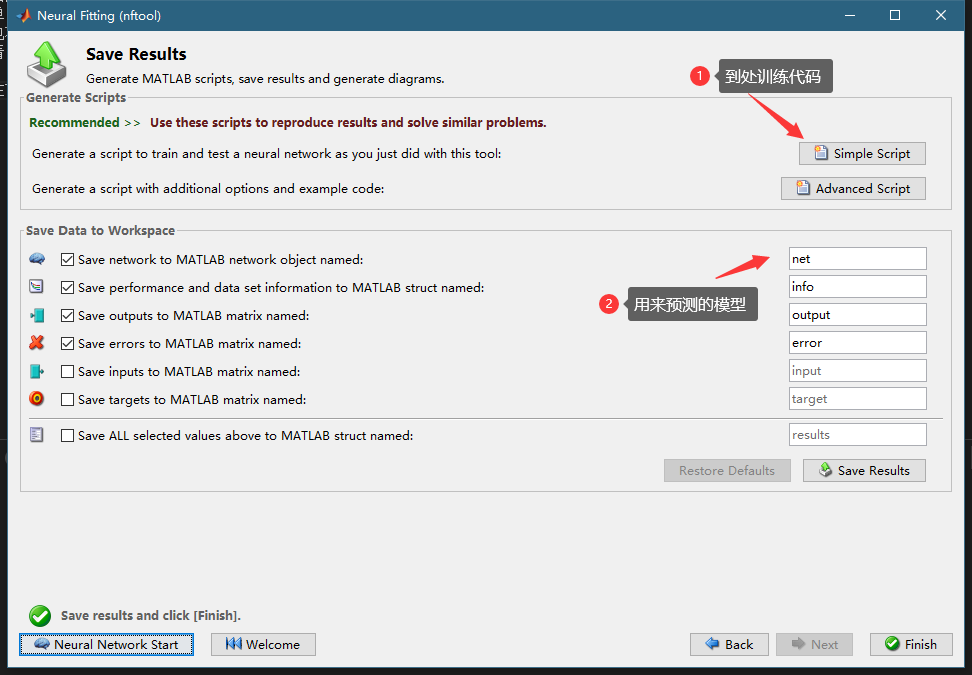 Neural Fitting (nftool)
Save Results
Generate MATLAB scripts, save results and generate diagrams.
1 到处训练代码
Generate Scripts
Recommended >> Use these scripts to reproduce results and solve similar problems.
Generate a script to train and test a neural network as you just did with this tool: Simple Script
Generate a script with additional options and example code: Advanced Script
Save Data to Workspace
Save network to MATLAB network object named: net
Save performance and data set information to MATLAB struct named: info
2 用来预测的模型
Save outputs to MATLAB matrix named: output
Save errors to MATLAB matrix named: error
Save inputs to MATLAB matrix named: input
Save targets to MATLAB matrix named: target
Save ALL selected values above to MATLAB struct named: results
Restore Defaults Save Results
Save results and click [Finish].
Neural Network Start Welcome Back Next Finish